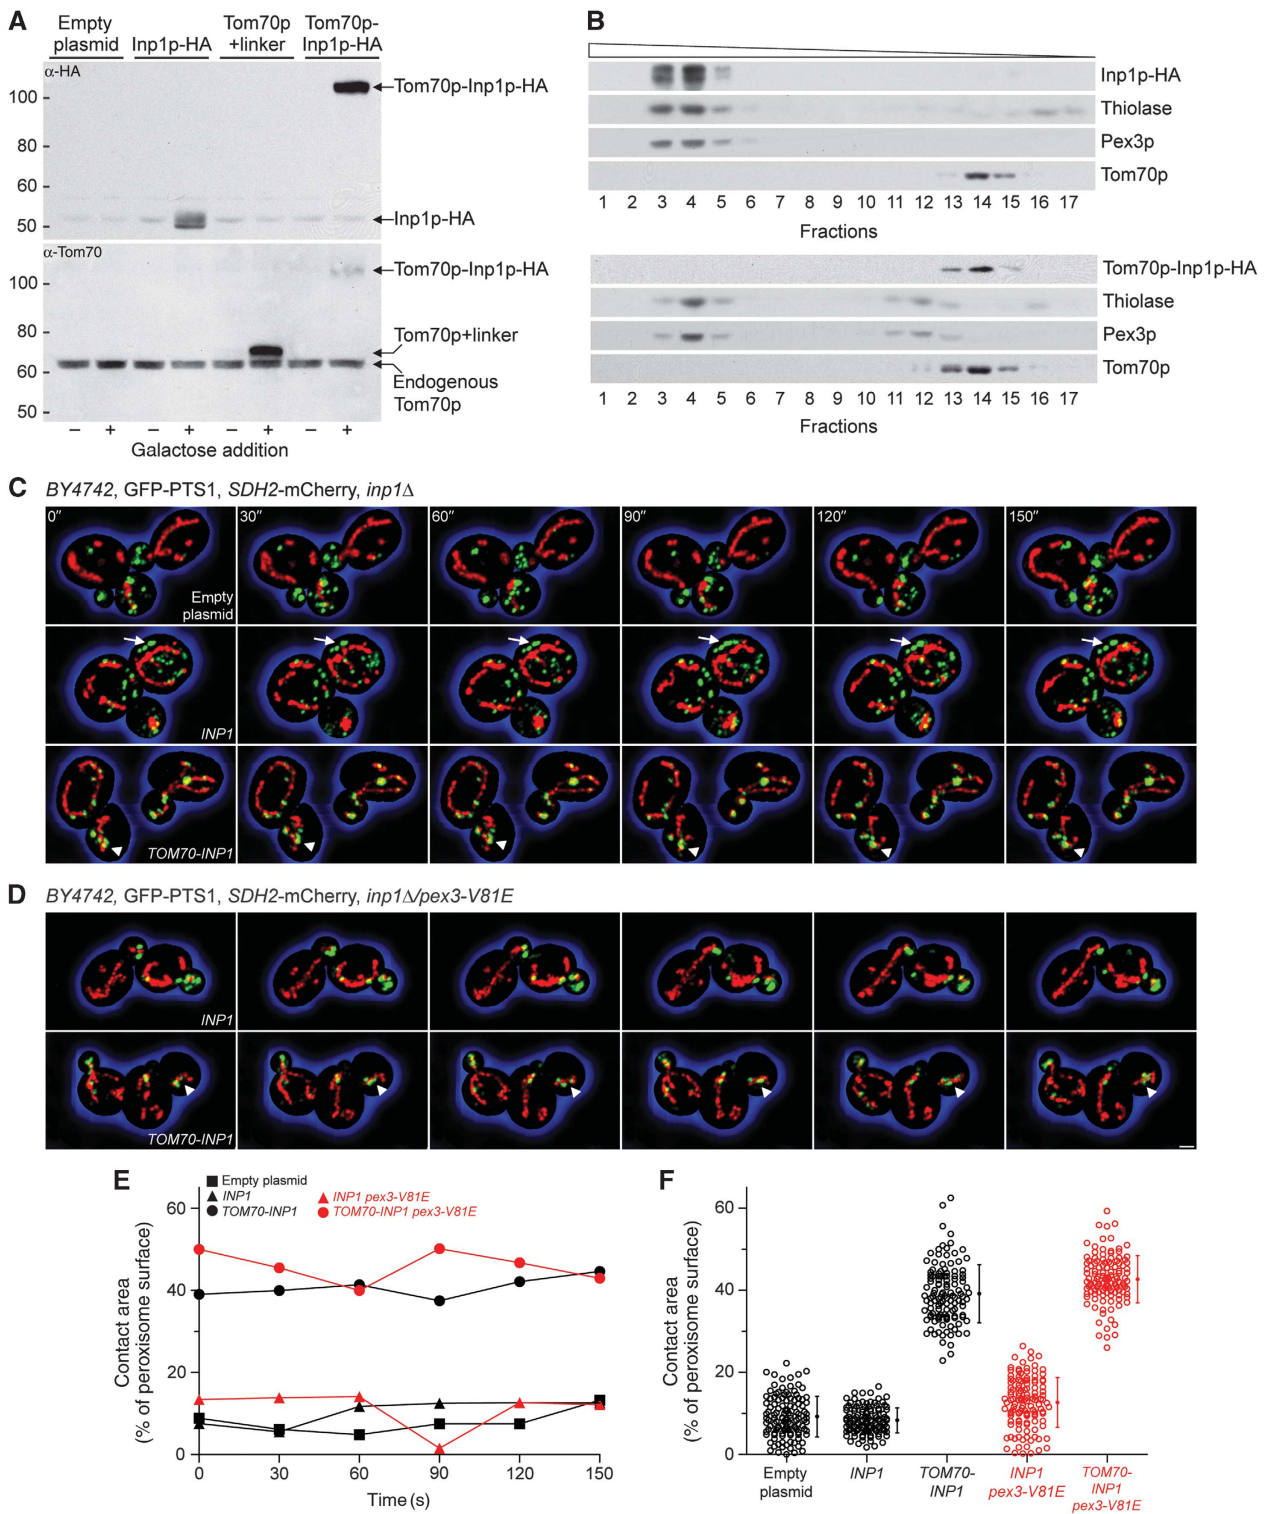 A
Empty plasmid
Inp1p-HA
Tom70p +linker
Tom70p-Inp1p-HA
α-HA
100
80
60
50
Tom70p-Inp1p-HA
Inp1p-HA
α-Tom70
100
80
60
50
Tom70p-Inp1p-HA
Tom70p+linker
Endogenous
Tom70p
– + – + – + – +
Galactose addition
B
Inp1p-HA
Thiolase
Pex3p
Tom70p
1 2 3 4 5 6 7 8 9 10 11 12 13 14 15 16 17
Fractions
Tom70p-Inp1p-HA
Thiolase
Pex3p
Tom70p
1 2 3 4 5 6 7 8 9 10 11 12 13 14 15 16 17
Fractions
C
BY4742, GFP-PTS1, SDH2-mCherry, inp1Δ
0″ 30″ 60″ 90″ 120″ 150″
Empty
plasmid
INP1
TOM70-INP1
D
BY4742, GFP-PTS1, SDH2-mCherry, inp1Δ/pex3-V81E
INP1
TOM70-INP1
E
Empty plasmid
INP1
TOM70-INP1
INP1 pex3-V81E
TOM70-INP1 pex3-V81E
Contact area
(% of peroxisome surface)
60
40
20
0
0 30 60 90 120 150
Time (s)
F
Contact area
(% of peroxisome surface)
60
40
20
0
Empty
plasmid
INP1
TOM70-
INP1
INP1
pex3-V81E
TOM70-
INP1
pex3-V81E